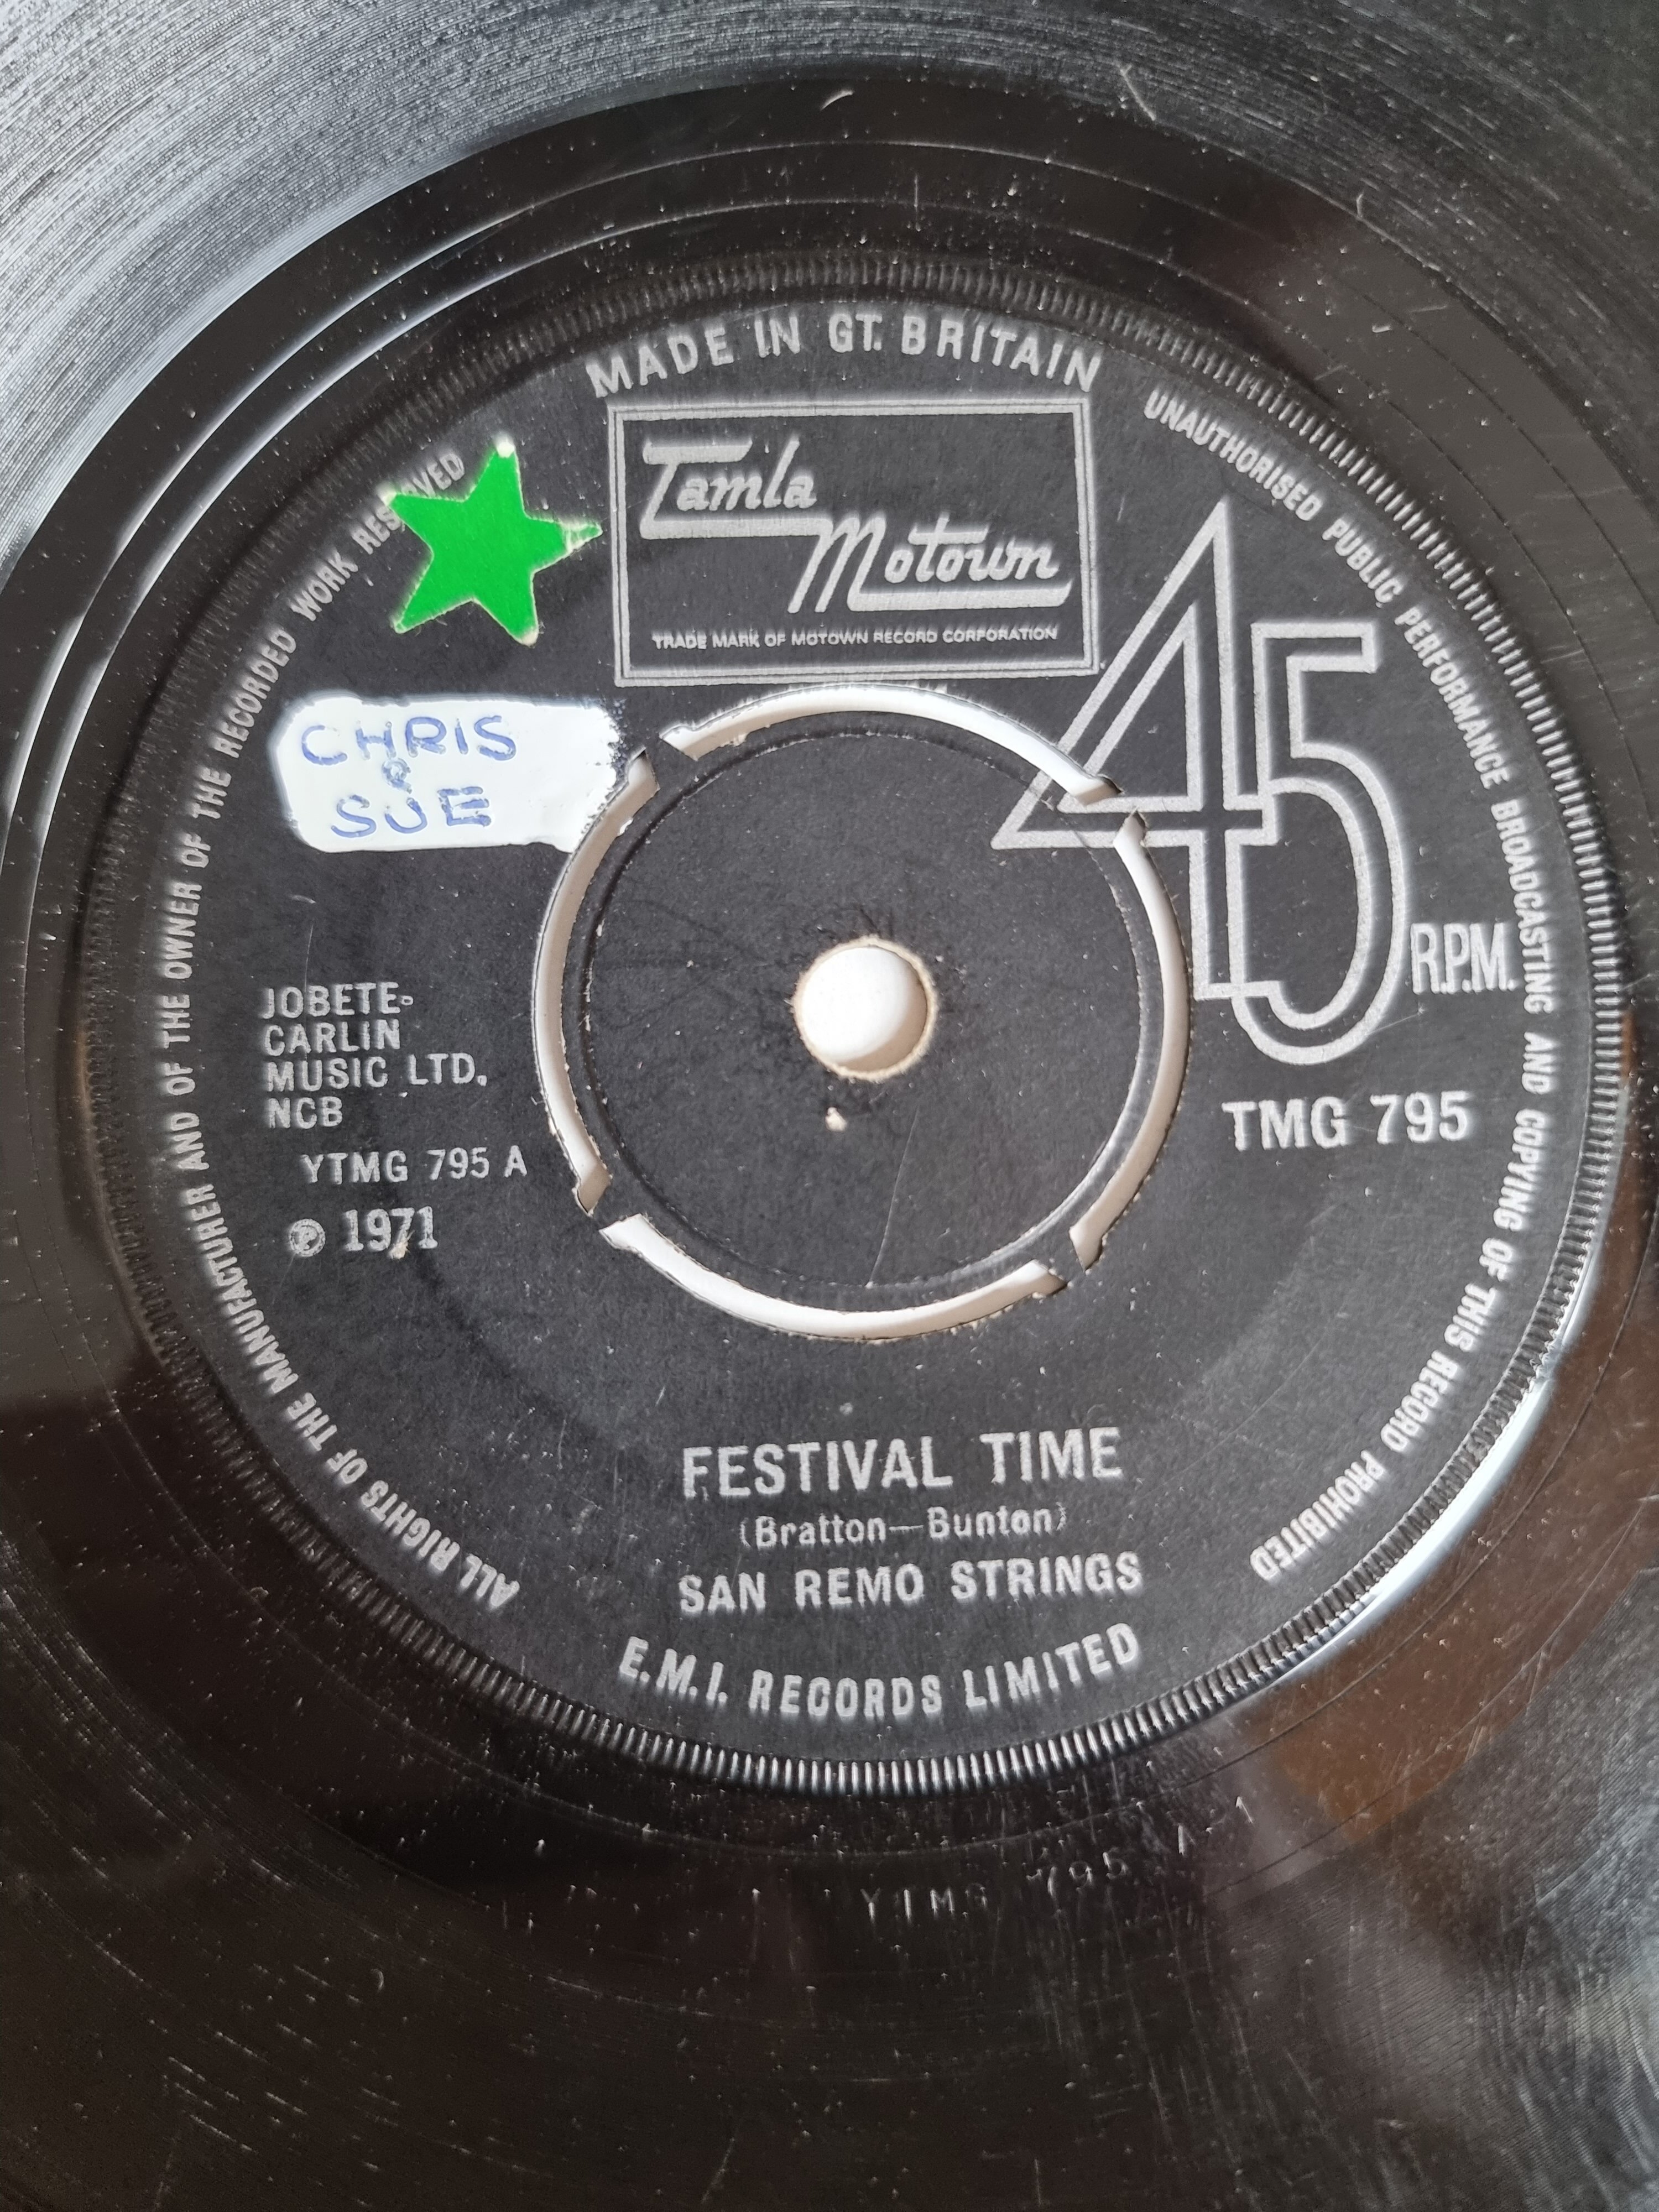 MADE IN GT. BRITAIN
UNAUTHORISED PUBLIC PERFORMANCE BROADCASTING AND COPYING OF THIS RECORD PROHIBITED
ALL RIGHTS OF THE MANUFACTURER AND OF THE OWNER OF THE RECORDED WORK RESERVED
Tamla
Motown
TRADE MARK OF MOTOWN RECORD CORPORATION
45
R.P.M.
CHRIS
&
SUE
JOBETE-
CARLIN
MUSIC LTD.
NCB
YTMG 795 A
℗ 1971
TMG 795
FESTIVAL TIME
(Bratton—Bunton)
SAN REMO STRINGS
E.M.I. RECORDS LIMITED
YTMG 795 A-1